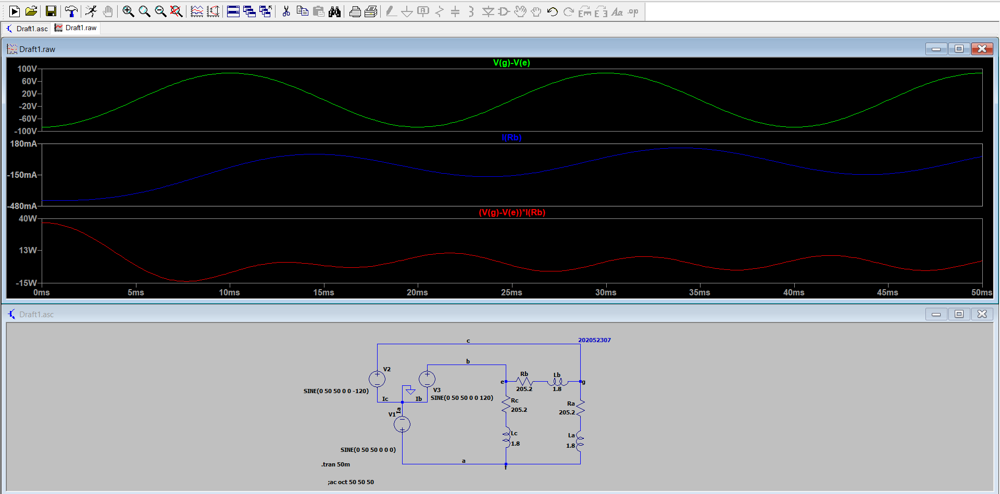 Draft1.asc
Draft1.raw
Draft1.raw
V(g)-V(e)
100V
60V
20V
-20V
-60V
-100V
I(Rb)
180mA
-150mA
-480mA
(V(g)-V(e))*I(Rb)
40W
13W
-15W
0ms 5ms 10ms 15ms 20ms 25ms 30ms 35ms 40ms 45ms 50ms
Draft1.asc
c
202052307
b
V2
Rb
Lb
e
g
V3
205.2
1.8
SINE(0 50 50 0 0 -120)
Ic
Ib
SINE(0 50 50 0 0 120)
Rc
205.2
Ra
205.2
V1
Ia
Lc
1.8
La
1.8
SINE(0 50 50 0 0 0)
a
f
.tran 50m
;ac oct 50 50 50